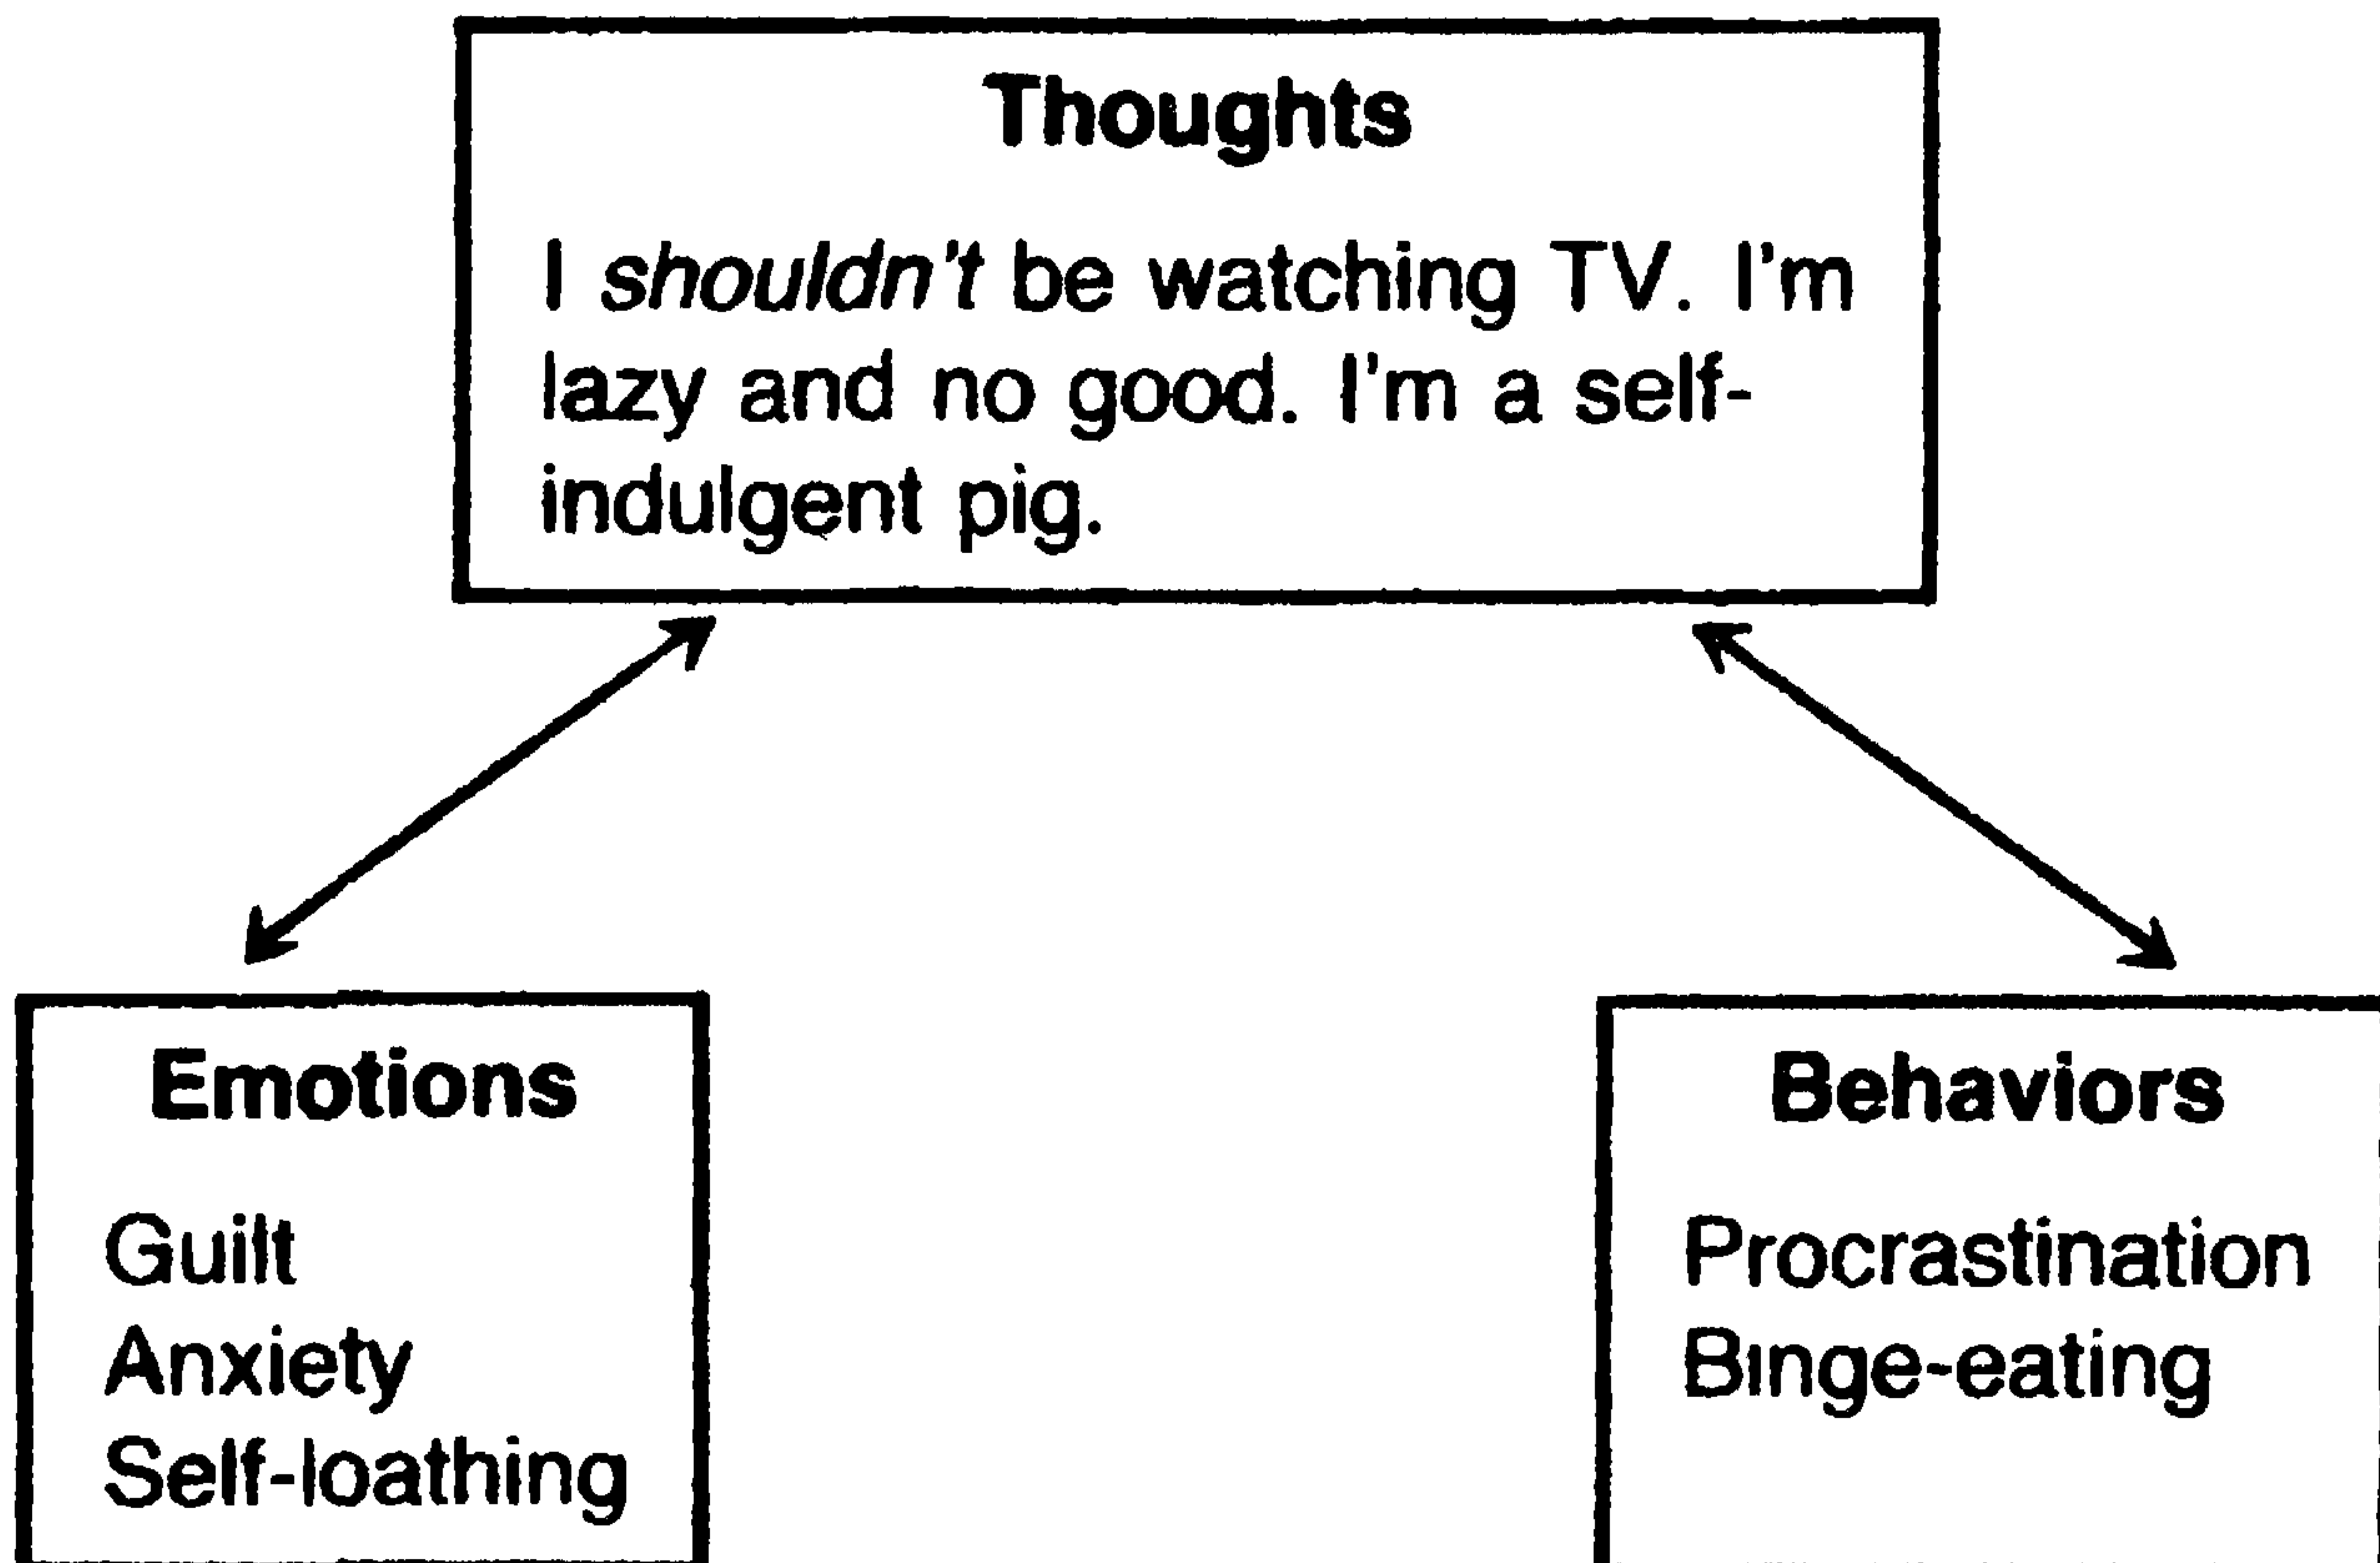 Thoughts
I shouldn't be watching TV. I'm
lazy and no good. I'm a self-
indulgent pig.
Emotions
Guilt
Anxiety
Self-loathing
Behaviors
Procrastination
Binge-eating